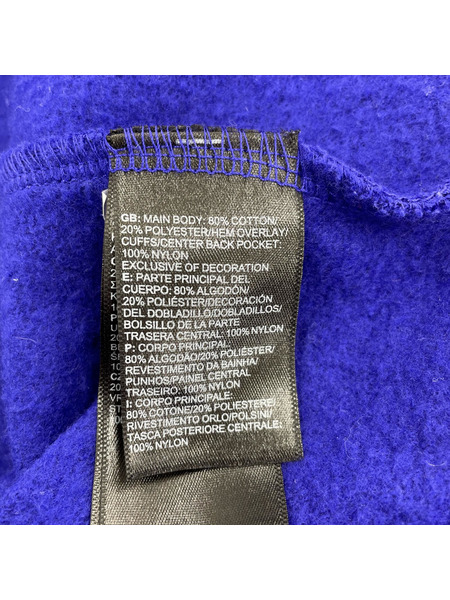 GB: MAIN BODY: 80% COTTON/
20% POLYESTER/HEM OVERLAY/
CUFFS/CENTER BACK POCKET:
100% NYLON
EXCLUSIVE OF DECORATION
E: PARTE PRINCIPAL DEL
CUERPO: 80% ALGODÓN/
20% POLIÉSTER/DECORACIÓN
DEL DOBLADILLO/DOBLADILLOS/
BOLSILLO DE LA PARTE
TRASERA CENTRAL: 100% NYLON
P: CORPO PRINCIPAL
80% ALGODÃO/20% POLIÉSTER/
REVESTIMENTO DA BAINHA/
PUNHOS/PAINEL CENTRAL
TRASEIRO: 100% NYLON
I: CORPO PRINCIPALE:
80% COTONE/20% POLIESTERE/
RIVESTIMENTO ORLO/POLSINI/
TASCA POSTERIORE CENTRALE:
100% NYLON